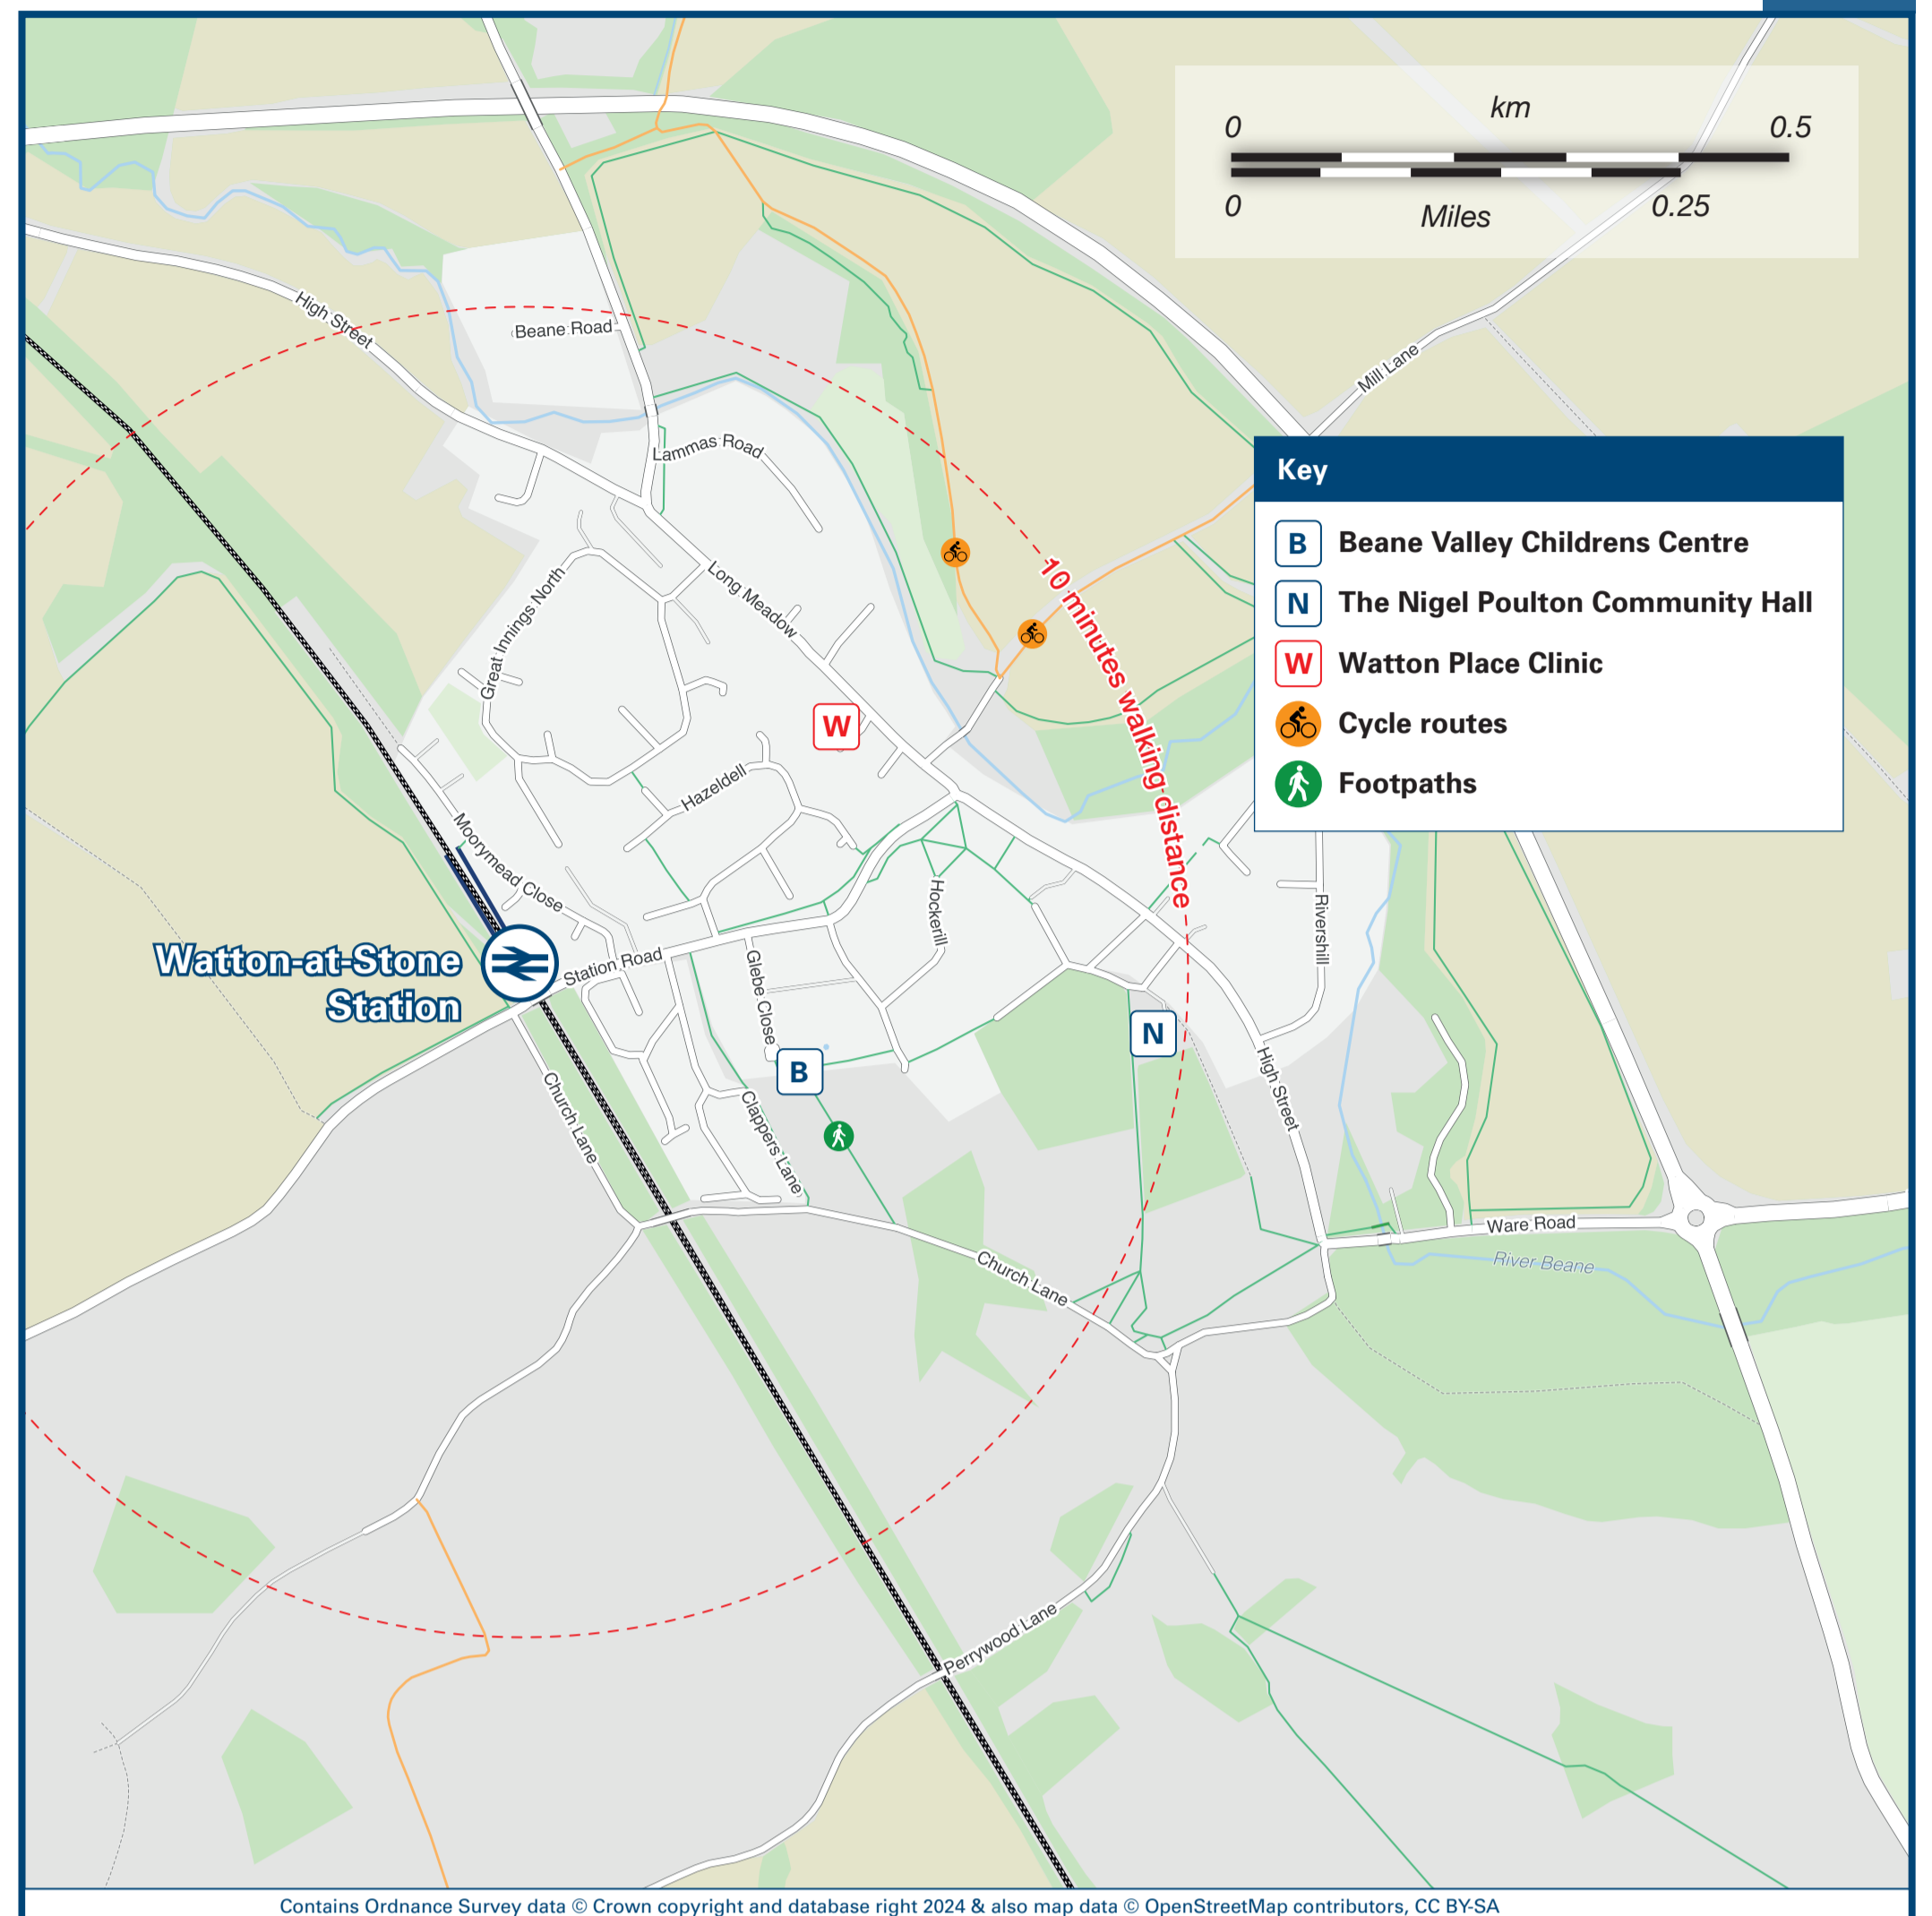 km
0
0.5
0
Miles
0.25
High Street
Beane Road
Mill Lane
Lammas Road
Key
B Beane Valley Childrens Centre
N The Nigel Poulton Community Hall
W Watton Place Clinic
Cycle routes
Footpaths
10 minutes walking distance
Long Meadow
Great Innings North
W
Hazeldell
Moorymead Close
Hockerill
Rivershill
Watton-at-Stone
Station
Station Road
Glebe Close
N
B
High Street
Church Lane
Clappers Lane
Ware Road
River Beane
Church Lane
Perrywood Lane
Contains Ordnance Survey data © Crown copyright and database right 2024 & also map data © OpenStreetMap contributors, CC BY-SA